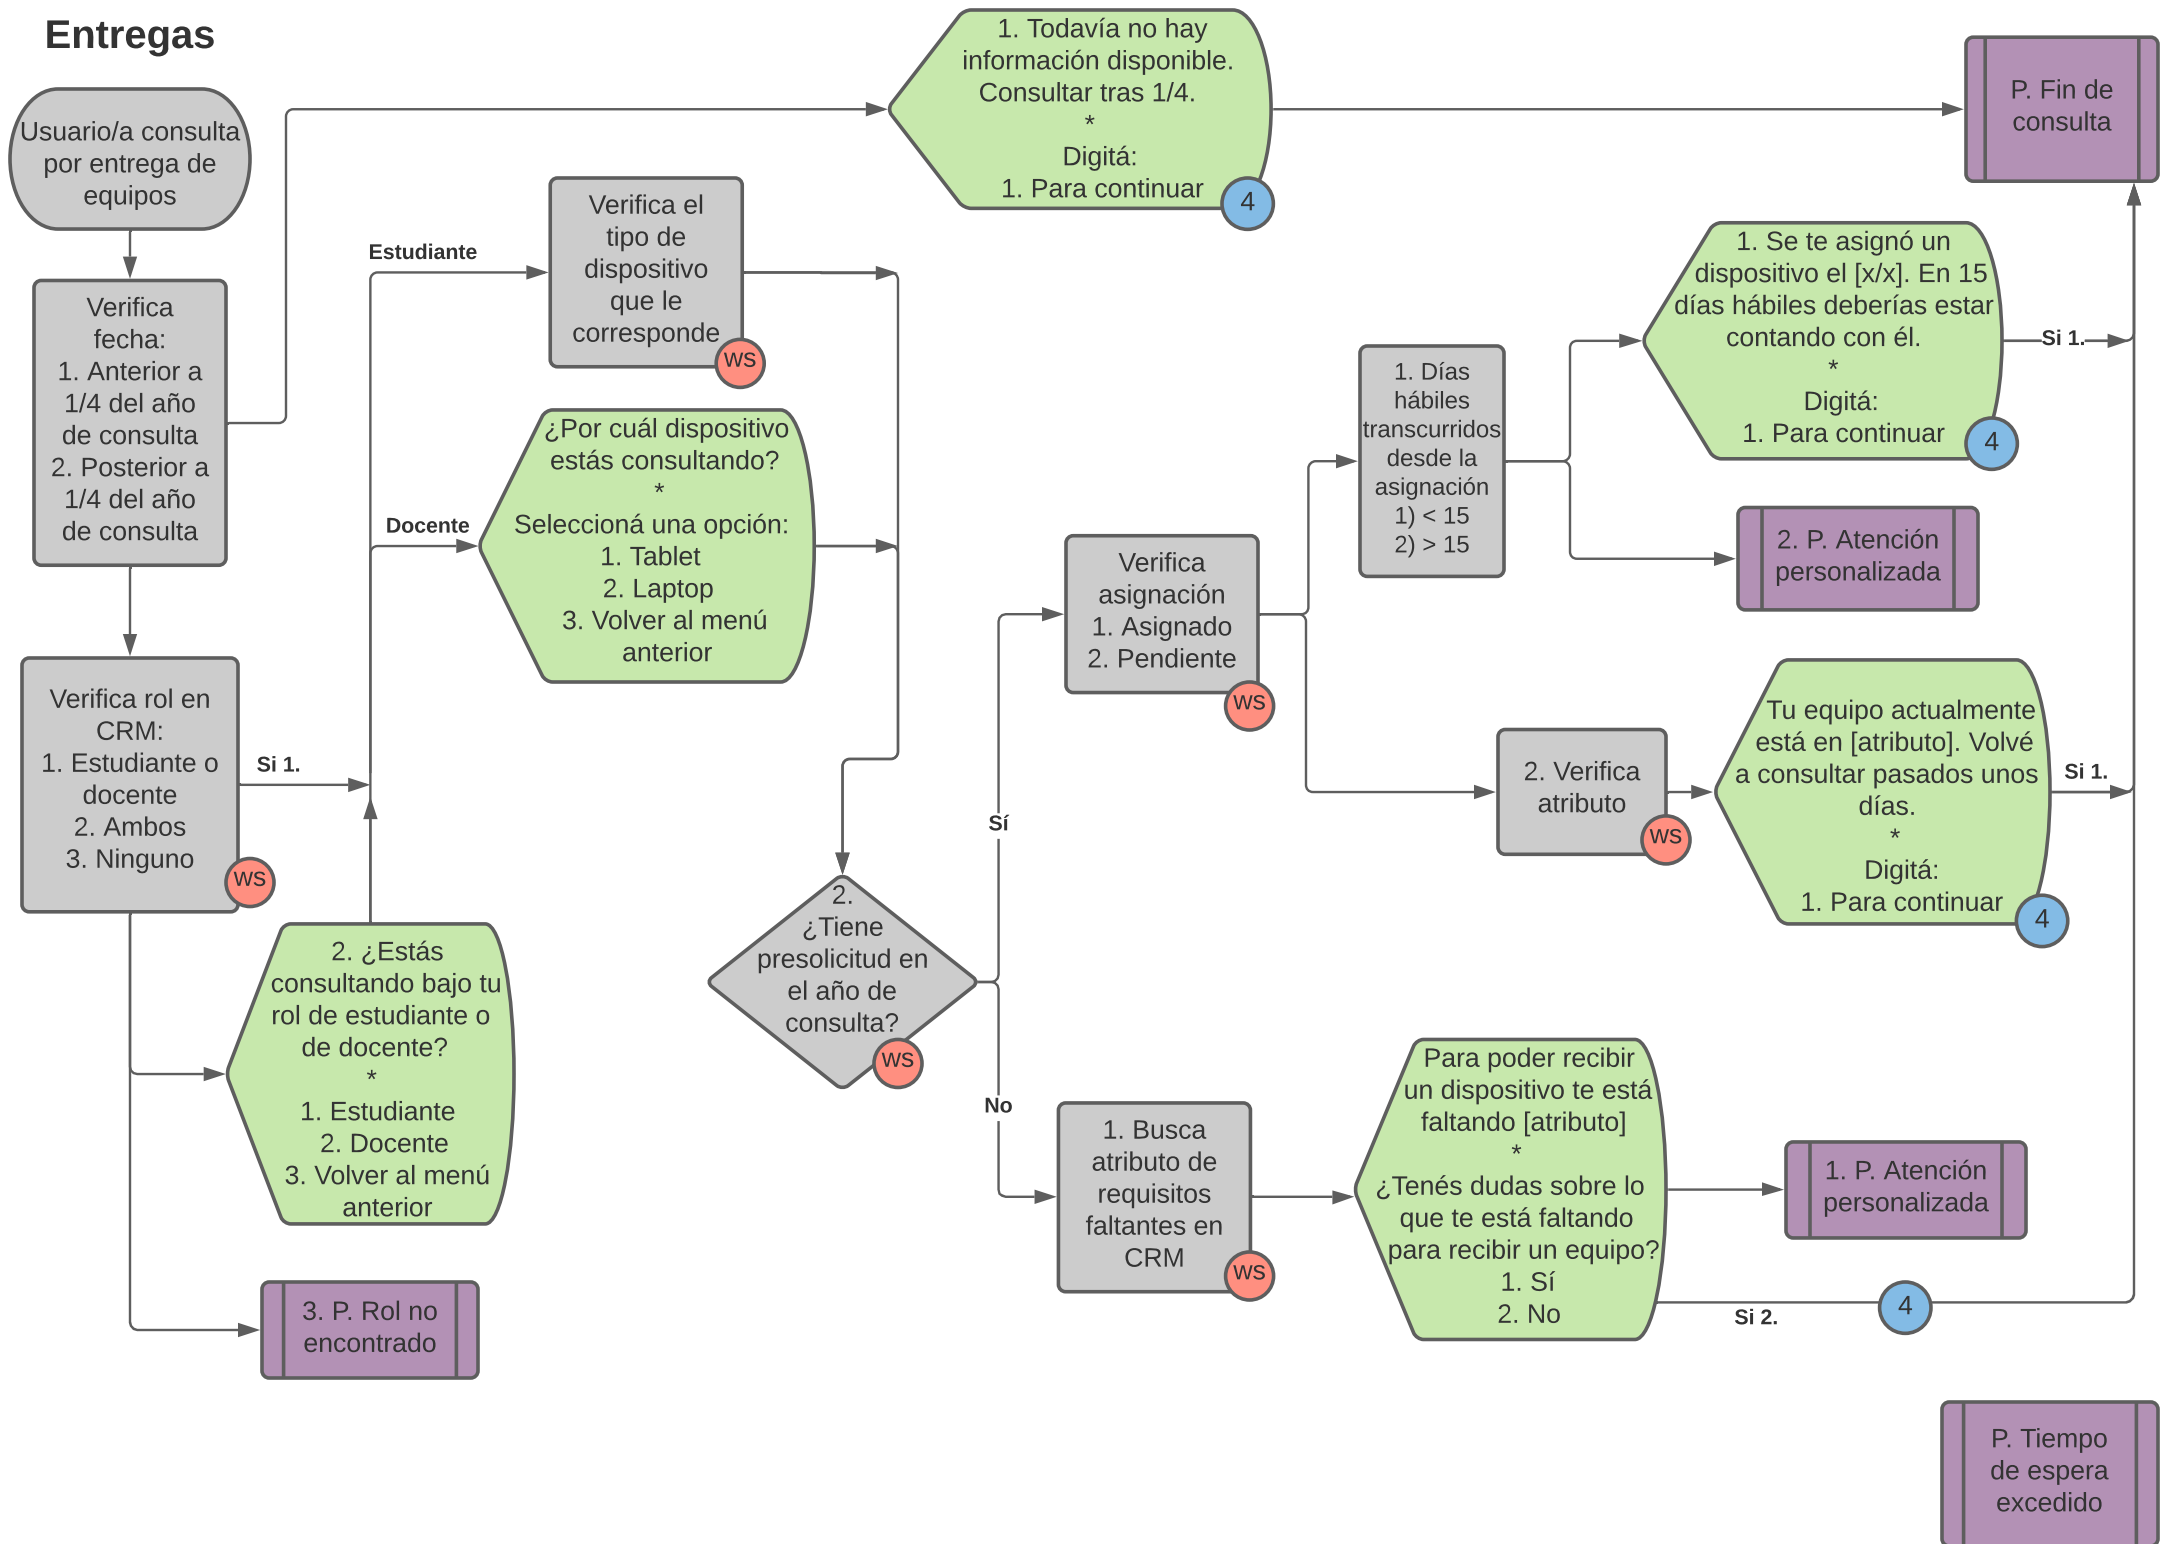 Entregas
Usuario/a consulta
por entrega de
equipos
Verifica
fecha:
1. Anterior a
1/4 del año
de consulta
2. Posterior a
1/4 del año
de consulta
Verifica rol en
CRM:
1. Estudiante o
docente
2. Ambos
3. Ninguno
ws
Si 1.
2. ¿Estás
consultando bajo tu
rol de estudiante o
de docente?
*
1. Estudiante
2. Docente
3. Volver al menú
anterior
3. P. Rol no
encontrado
Estudiante
Verifica el
tipo de
dispositivo
que le
corresponde
ws
Docente
¿Por cuál dispositivo
estás consultando?
*
Seleccioná una opción:
1. Tablet
2. Laptop
3. Volver al menú
anterior
1. Todavía no hay
información disponible.
Consultar tras 1/4.
*
Digitá:
1. Para continuar
4
P. Fin de
consulta
2.
¿Tiene
presolicitud en
el año de
consulta?
ws
Sí
Verifica
asignación
1. Asignado
2. Pendiente
ws
1. Días
hábiles
transcurridos
desde la
asignación
1) < 15
2) > 15
1. Se te asignó un
dispositivo el [x/x]. En 15
días hábiles deberías estar
contando con él.
*
Digitá:
1. Para continuar
4
Si 1.
2. P. Atención
personalizada
2. Verifica
atributo
ws
Tu equipo actualmente
está en [atributo]. Volvé
a consultar pasados unos
días.
*
Digitá:
1. Para continuar
4
Si 1.
No
1. Busca
atributo de
requisitos
faltantes en
CRM
ws
Para poder recibir
un dispositivo te está
faltando [atributo]
*
¿Tenés dudas sobre lo
que te está faltando
para recibir un equipo?
1. Sí
2. No
1. P. Atención
personalizada
Si 2.
4
P. Tiempo
de espera
excedido